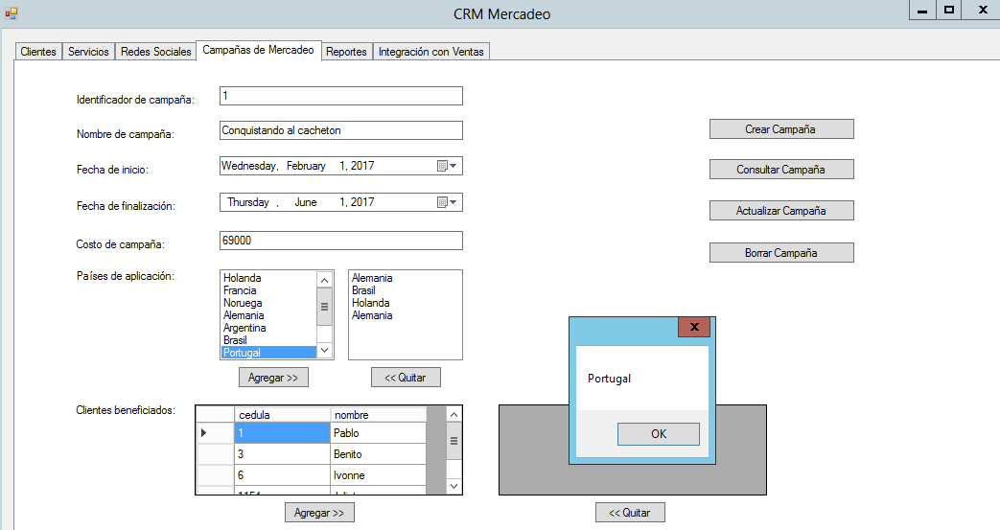 CRM Mercadeo
Clientes Servicios Redes Sociales Campañas de Mercadeo Reportes Integración con Ventas
Identificador de campaña: 1
Nombre de campaña: Conquistando al cacheton
Fecha de inicio: Wednesday, February 1, 2017
Fecha de finalización: Thursday , June 1, 2017
Costo de campaña: 69000
Países de aplicación:
Holanda
Francia
Noruega
Alemania
Argentina
Brasil
Portugal
Alemania
Brasil
Holanda
Alemania
Agregar >> << Quitar
Crear Campaña
Consultar Campaña
Actualizar Campaña
Borrar Campaña
Portugal
OK
Clientes beneficiados:
cedula nombre
1 Pablo
3 Benito
6 Ivonne
Agregar >> << Quitar